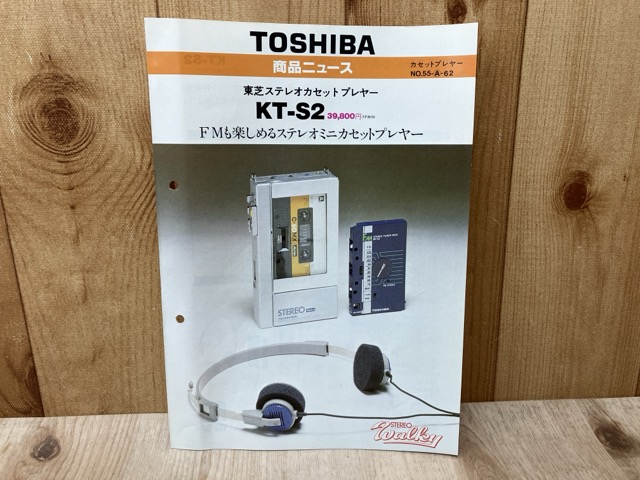 TOSHIBA
商品ニュース
カセットプレヤー
NO.55-A-62
東芝ステレオカセットプレヤー
KT-S2 39,800円
FMも楽しめるステレオミニカセットプレヤー
STEREO
FM
TOSHIBA
STEREO
Walky